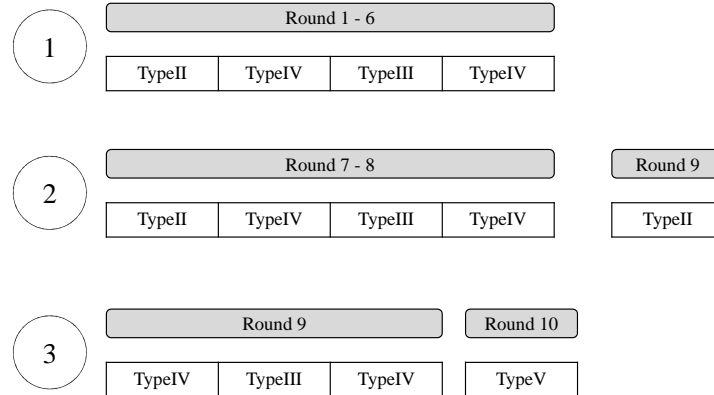 1
Round 1 - 6
TypeII TypeIV TypeIII TypeIV
2
Round 7 - 8 Round 9
TypeII TypeIV TypeIII TypeIV TypeII
3
Round 9 Round 10
TypeIV TypeIII TypeIV TypeV